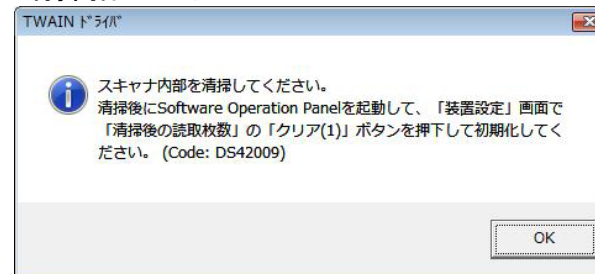 TWAIN ﾄﾞﾗｲﾊﾞ
スキャナ内部を清掃してください。
清掃後にSoftware Operation Panelを起動して、「装置設定」画面で
「清掃後の読取枚数」の「クリア(1)」ボタンを押下して初期化してく
ださい。 (Code: DS42009)
OK